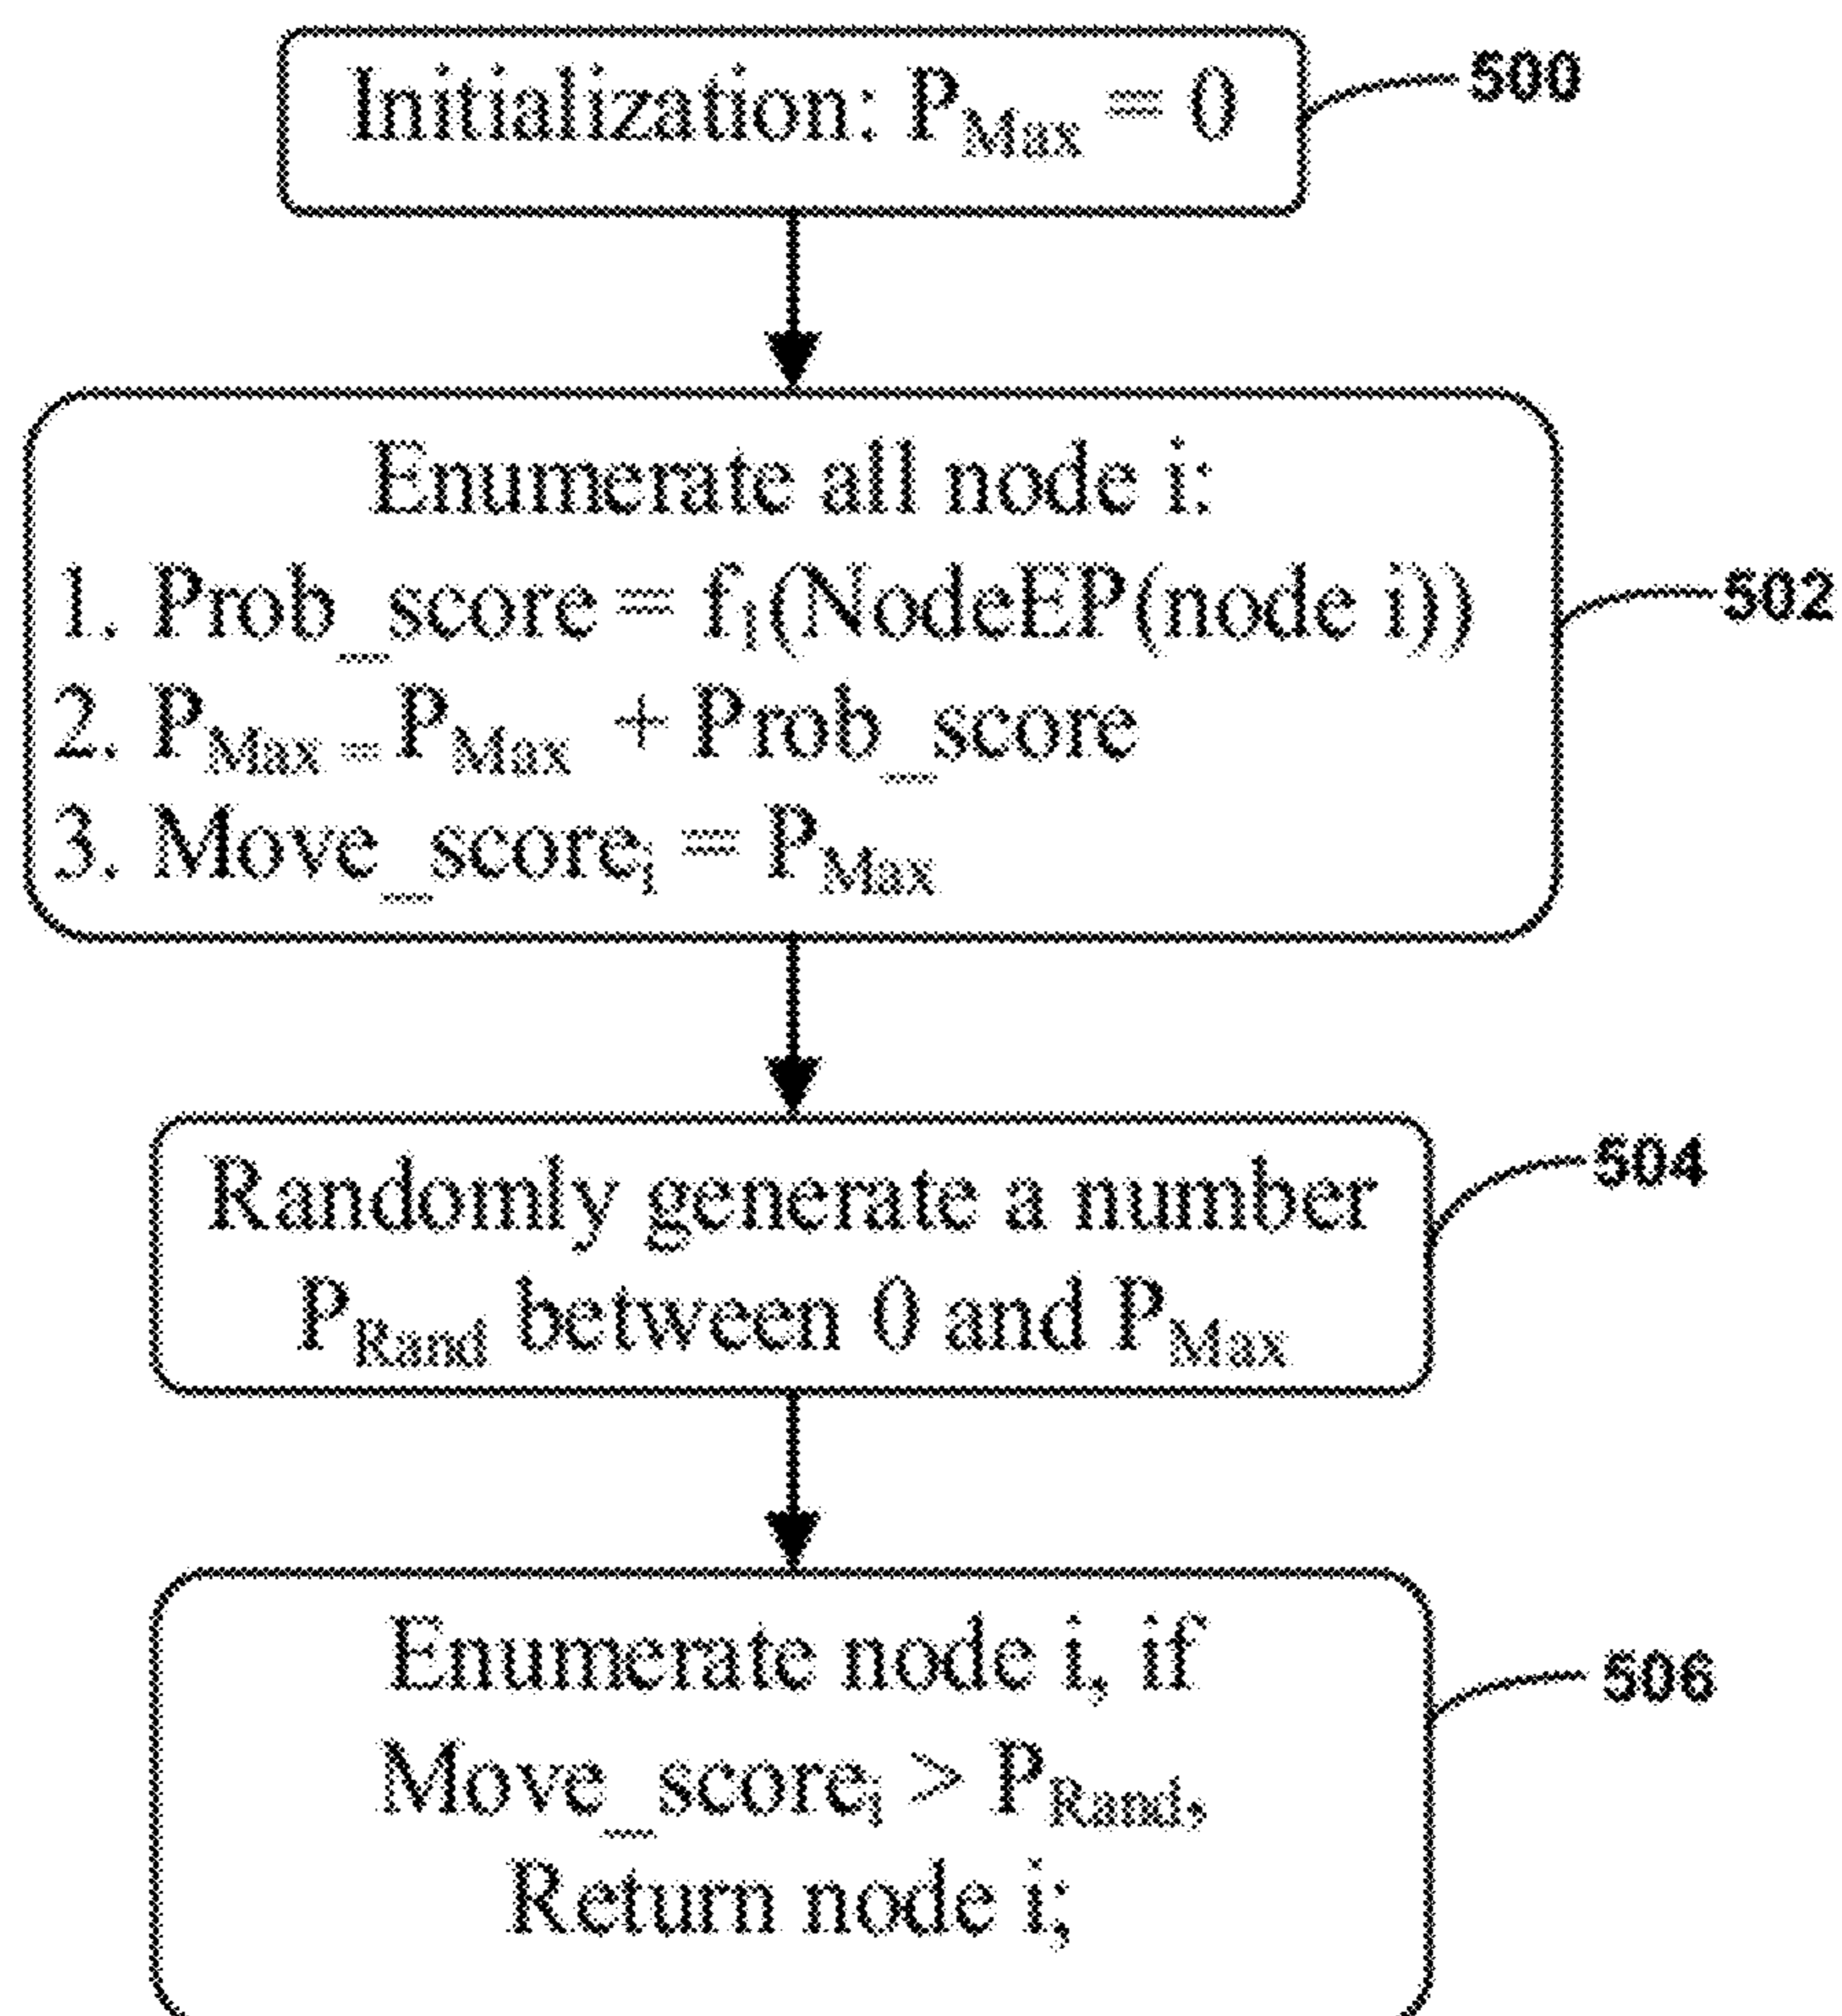 Initialization: P_Max = 0
500
Enumerate all node i:
1. Prob_score = f₁(NodeEP(node i))
502
2. P_Max = P_Max + Prob_score
3. Move_score_i = P_Max
504
Randomly generate a number
P_Rand between 0 and P_Max
Enumerate node i, if
506
Move_score_i > P_Rand,
Return node i;